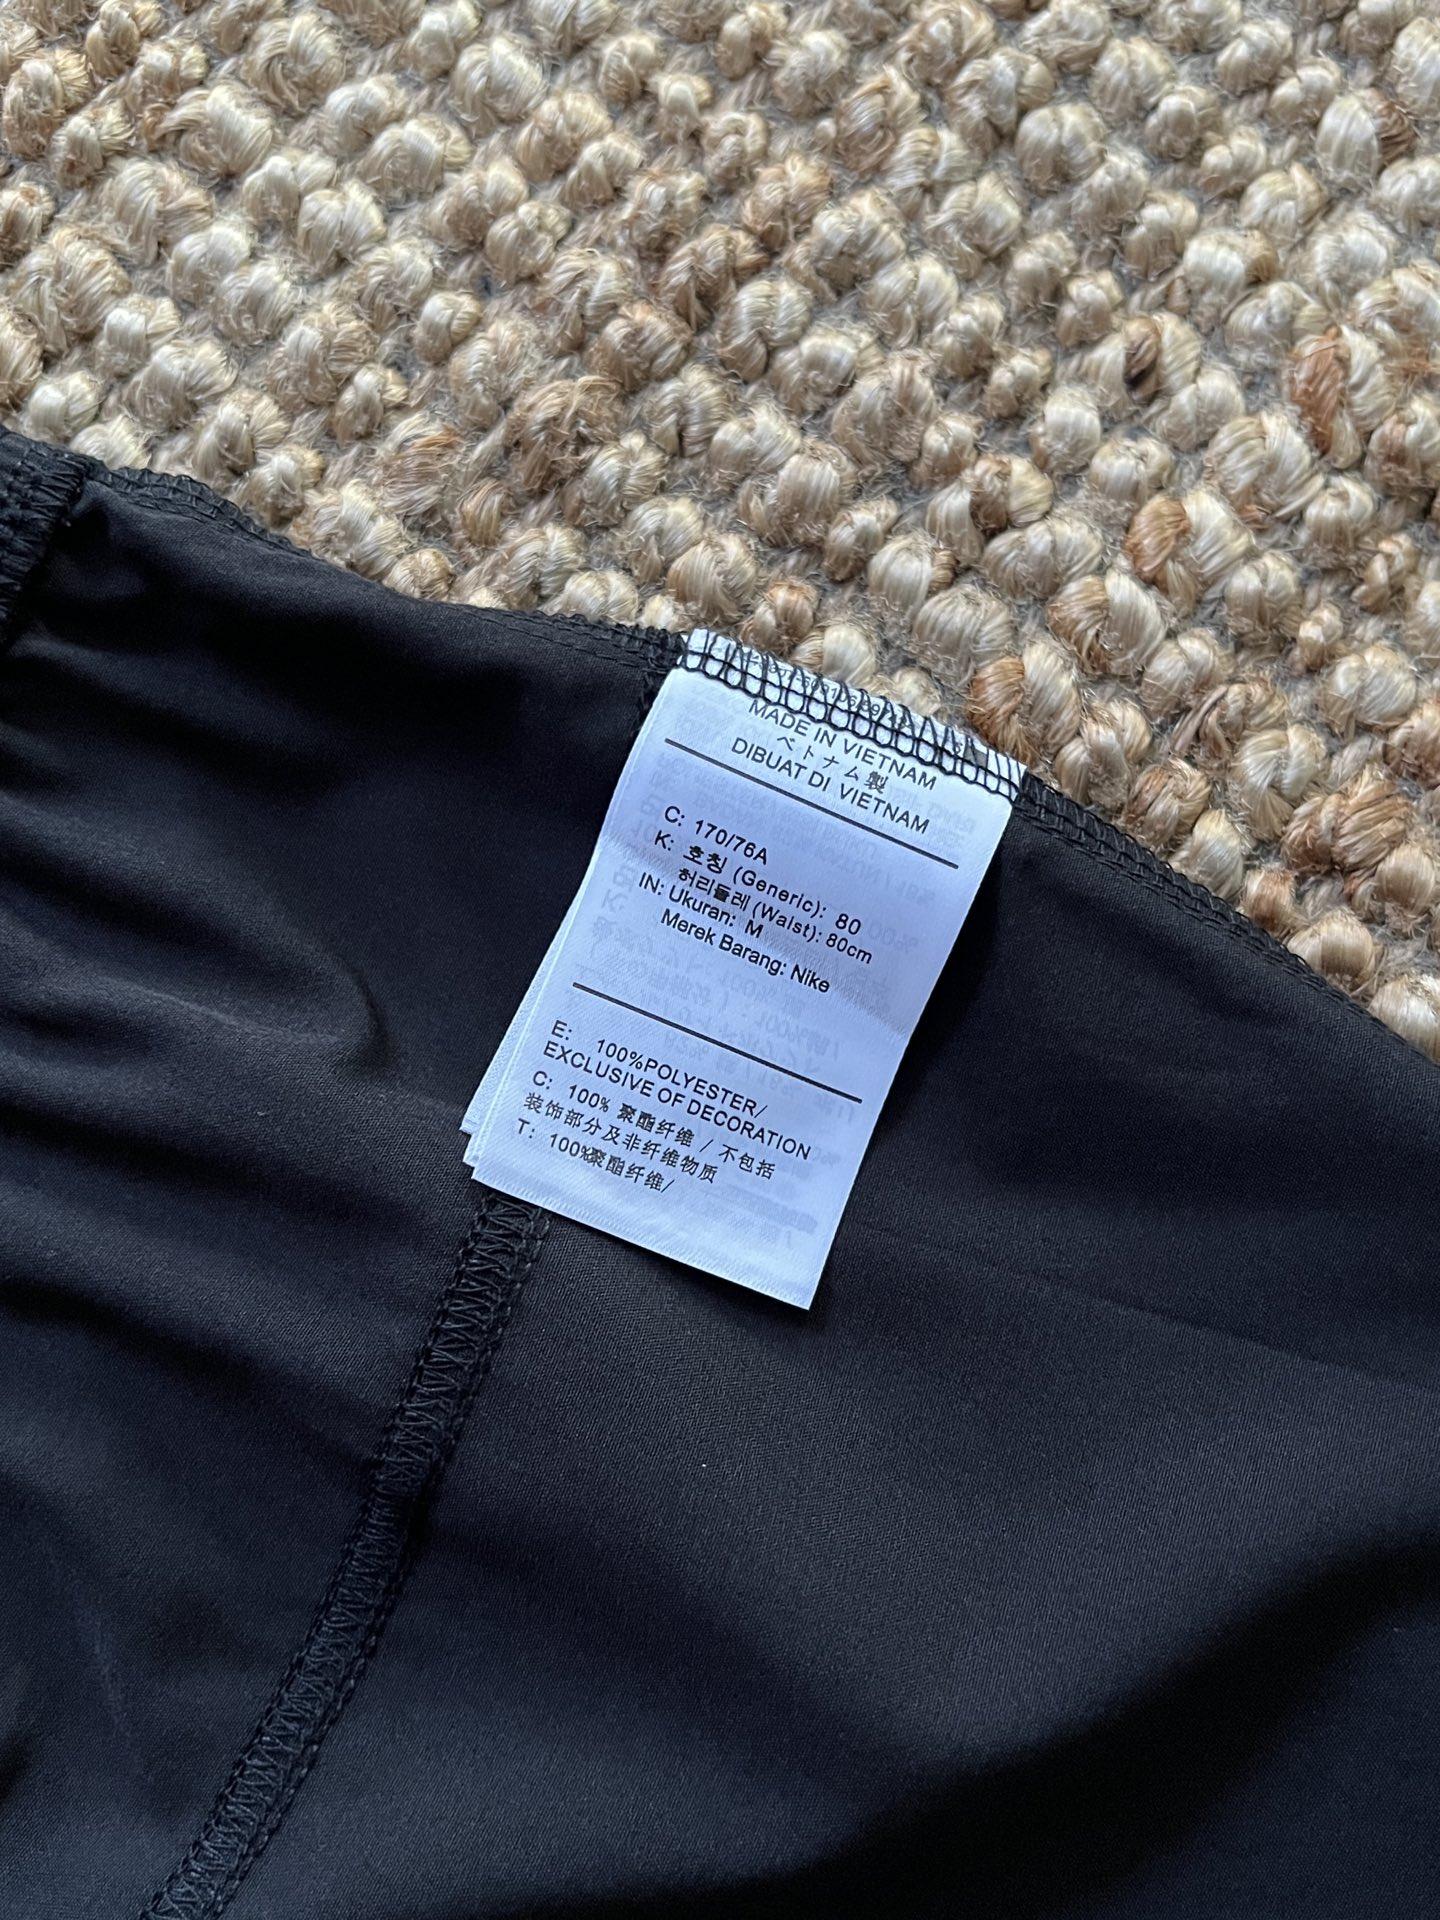 MADE IN VIETNAM
ベトナム製
DIBUAT DI VIETNAM
C: 170/76A
K: 호칭 (Generic): 80
허리둘레 (Waist): 80cm
IN: Ukuran: M
Merek Barang: Nike
E: 100%POLYESTER/
EXCLUSIVE OF DECORATION
C: 100% 聚酯纤维 / 不包括
装饰部分及非纤维物质
T: 100%聚酯纤维/